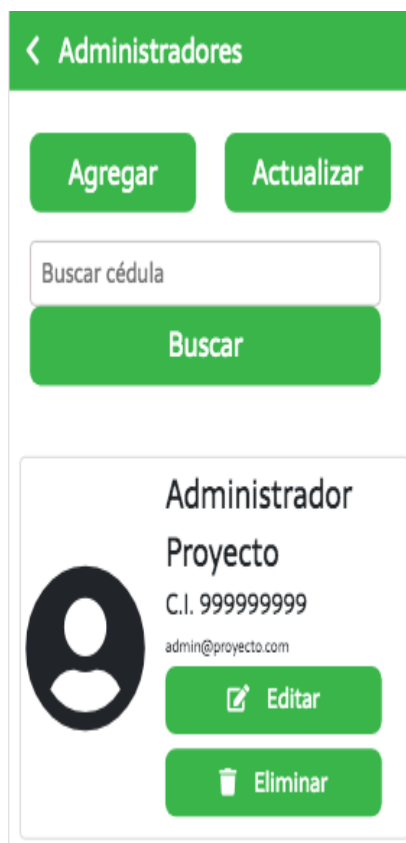 Administradores
Agregar
Actualizar
Buscar cédula
Buscar
Administrador
Proyecto
C.I. 999999999
admin@proyecto.com
Editar
Eliminar